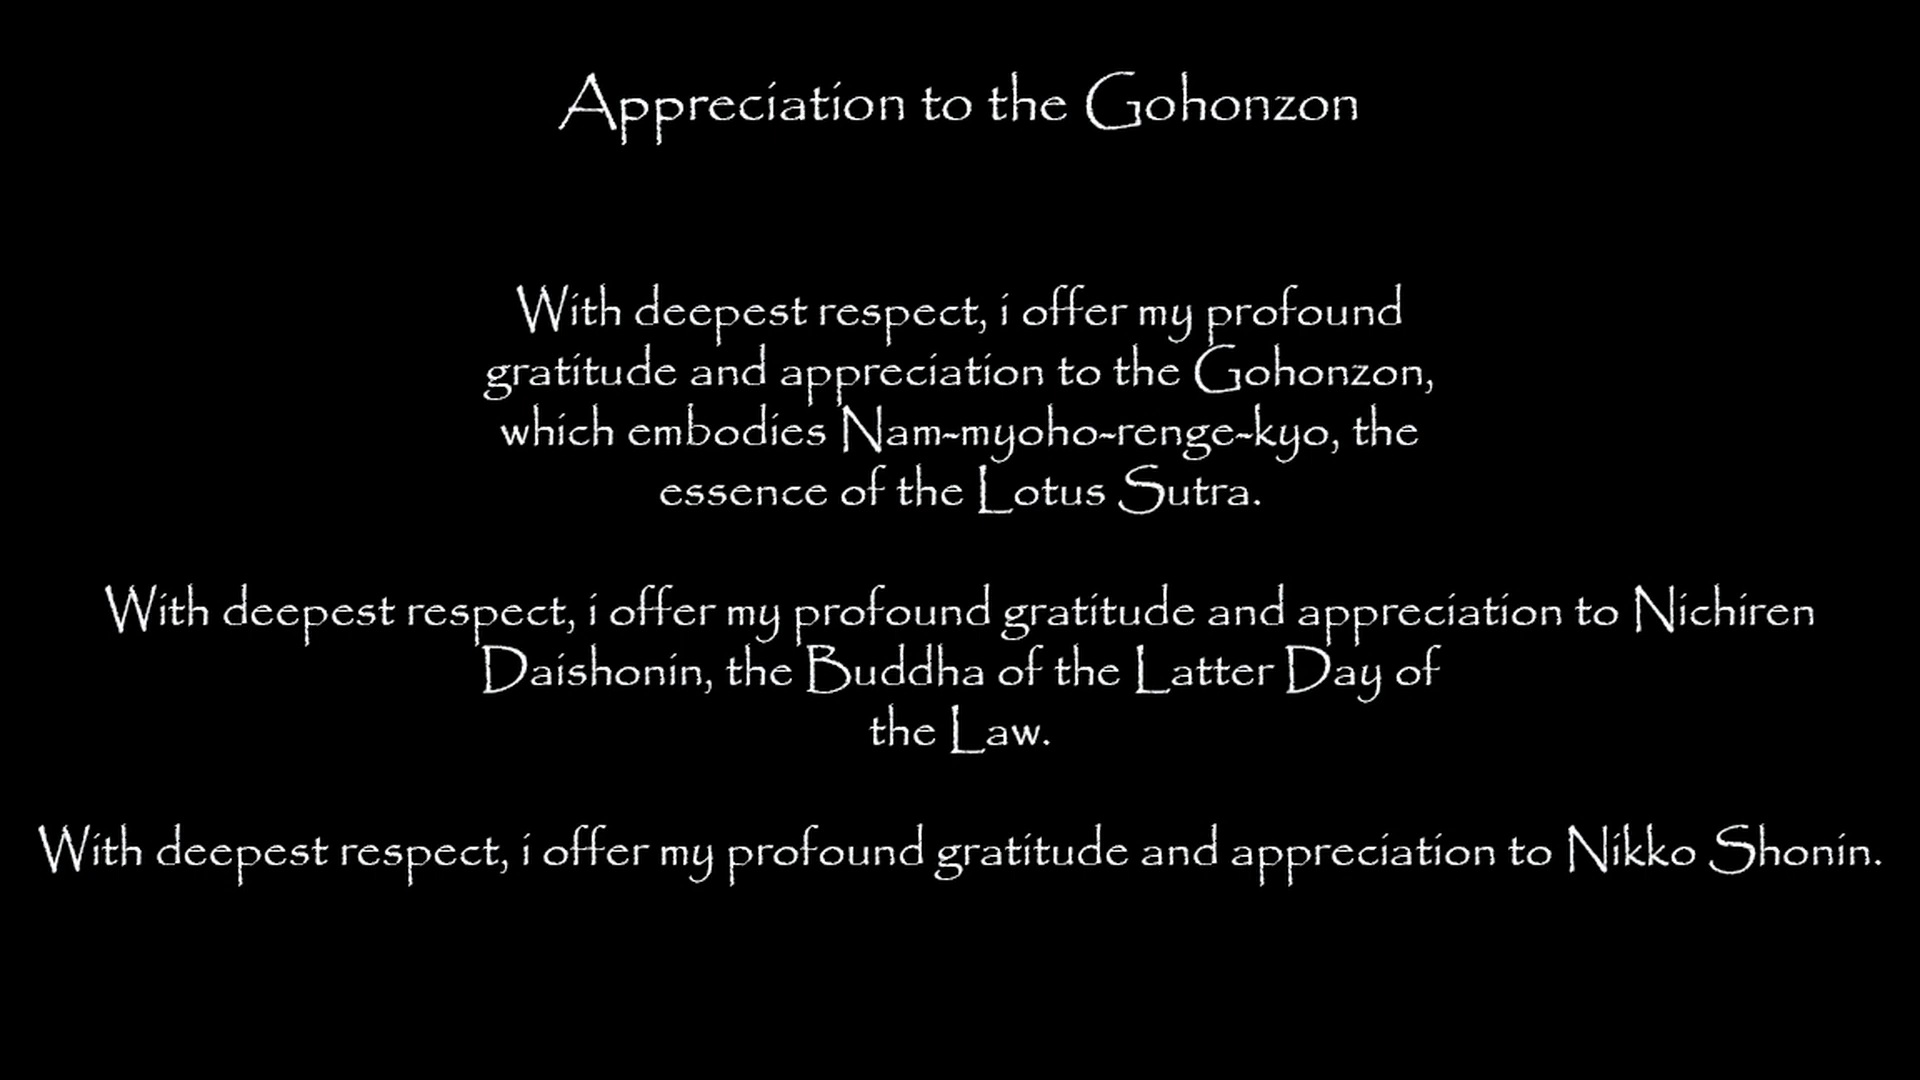 Appreciation to the Gohonzon
With deepest respect, i offer my profound
gratitude and appreciation to the Gohonzon,
which embodies Nam-myoho-renge-kyo, the
essence of the Lotus Sutra.
With deepest respect, i offer my profound gratitude and appreciation to Nichiren
Daishonin, the Buddha of the Latter Day of
the Law.
With deepest respect, i offer my profound gratitude and appreciation to Nikko Shonin.